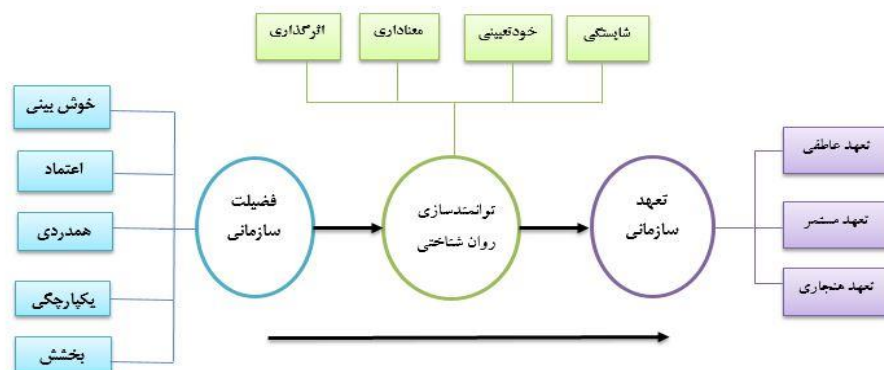 شایستگی
خودتعیینی
معناداری
اثرگذاری
خوش بینی
اعتماد
همدردی
یکپارچگی
بخشش
فضیلت
سازمانی
توانمندسازی
روان شناختی
تعهد
سازمانی
تعهد عاطفی
تعهد مستمر
تعهد هنجاری